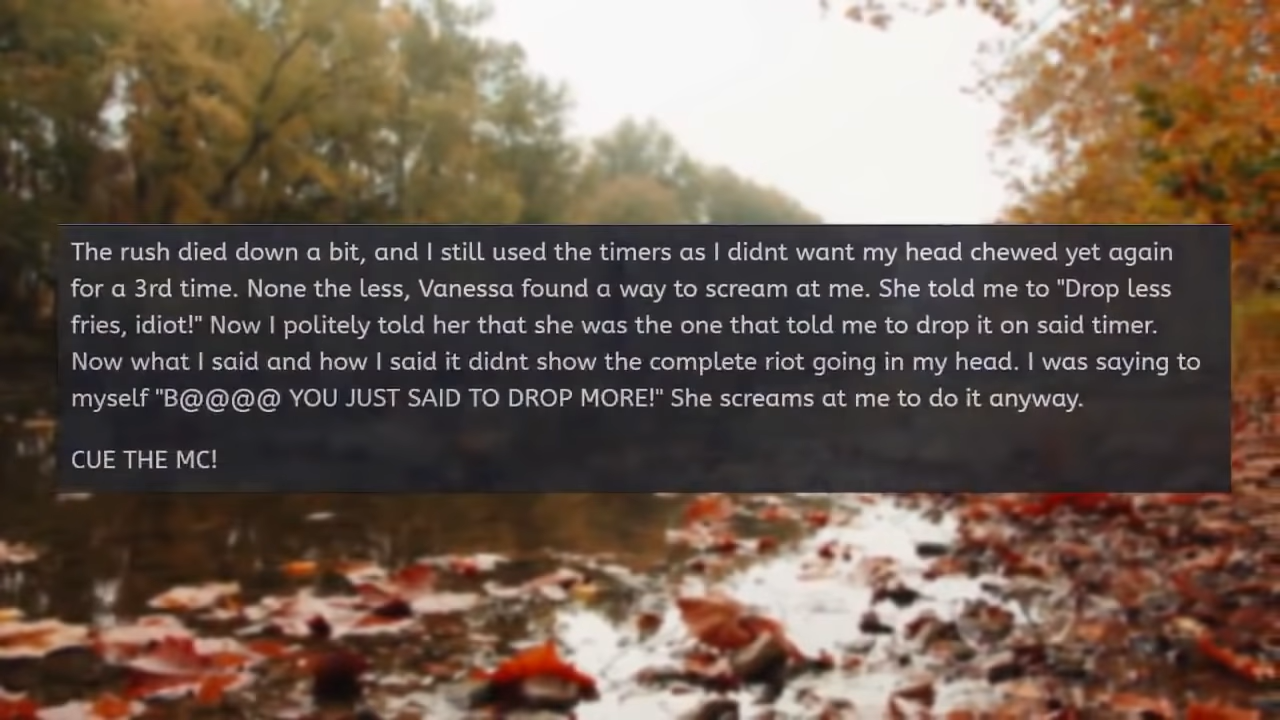 The rush died down a bit, and I still used the timers as I didnt want my head chewed yet again
for a 3rd time. None the less, Vanessa found a way to scream at me. She told me to "Drop less
fries, idiot!" Now I politely told her that she was the one that told me to drop it on said timer.
Now what I said and how I said it didnt show the complete riot going in my head. I was saying to
myself "B@@@@ YOU JUST SAID TO DROP MORE!" She screams at me to do it anyway.
CUE THE MC!